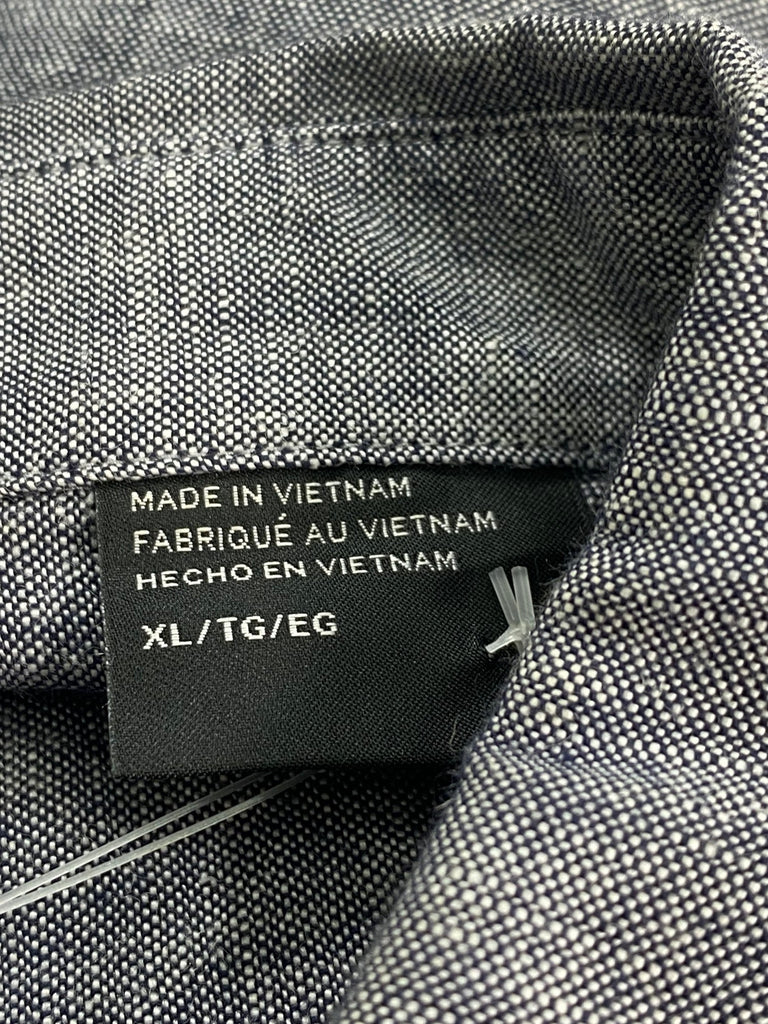 MADE IN VIETNAM
FABRIQUÉ AU VIETNAM
HECHO EN VIETNAM
XL/TG/EG